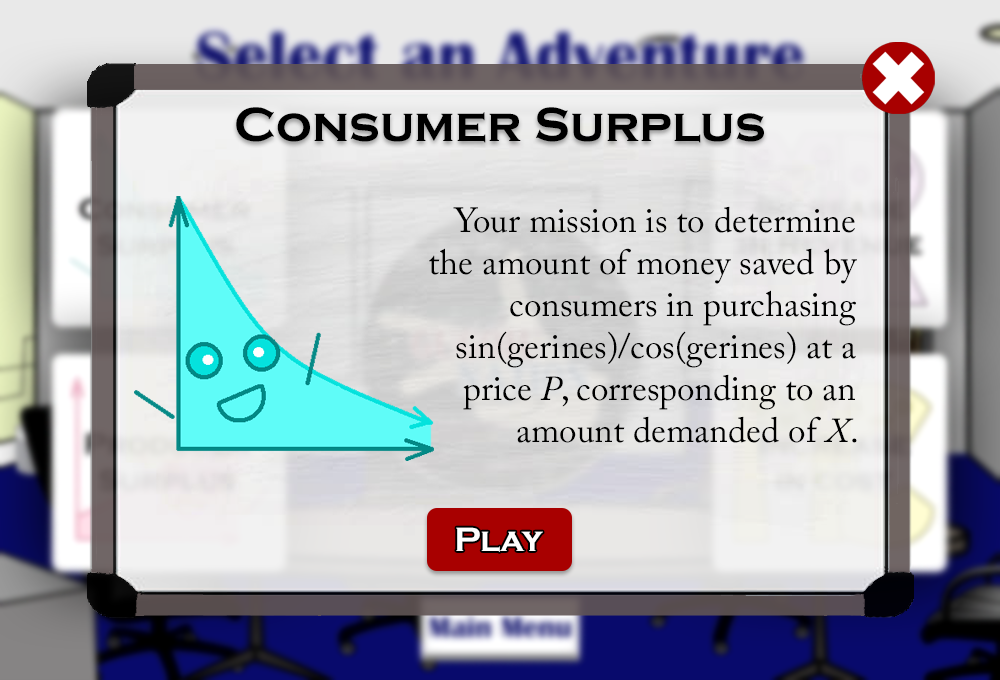 Select an Adventure
Consumer Surplus
Your mission is to determine
the amount of money saved by
consumers in purchasing
sin(gerines)/cos(gerines) at a
price P, corresponding to an
amount demanded of X.
Play
Main Menu